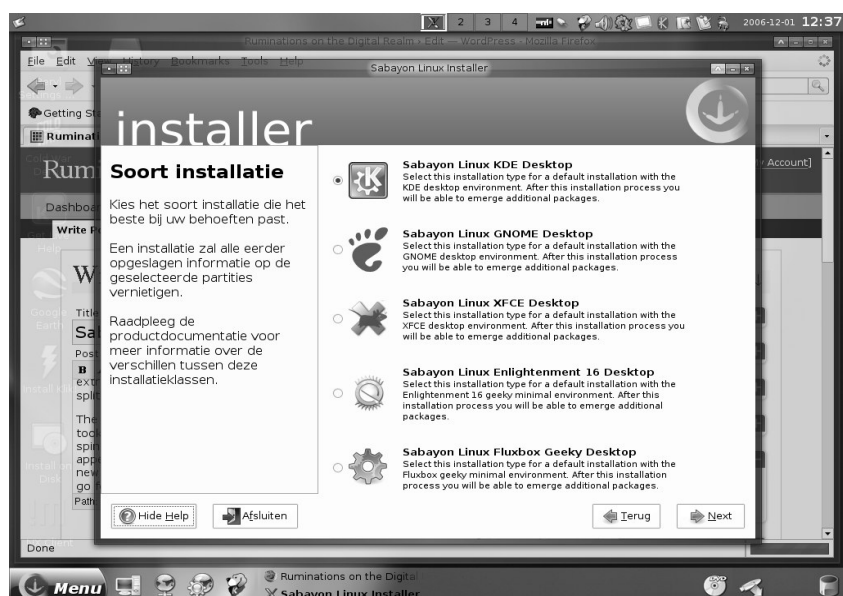 2 3 4 2006-12-01 12:37
Ruminations on the Digital Realm › Edit — WordPress - Mozilla Firefox
File Edit View History Bookmarks Tools Help
Sabayon Linux Installer
Getting St
Ruminati
installer
Rum
Account]
Dashboa
Write P
W
Title
Sa
Post
B
extr
split
The
tool
spin
app
new
go
Path
Google
Earth
Soort installatie
Kies het soort installatie die het
beste bij uw behoeften past.
Een installatie zal alle eerder
opgeslagen informatie op de
geselecteerde partities
vernietigen.
Raadpleeg de
productdocumentatie voor
meer informatie over de
verschillen tussen deze
installatieklassen.
Sabayon Linux KDE Desktop
Select this installation type for a default installation with the
KDE desktop environment. After this installation process you
will be able to emerge additional packages.
Sabayon Linux GNOME Desktop
Select this installation type for a default installation with the
GNOME desktop environment. After this installation process
you will be able to emerge additional packages.
Sabayon Linux XFCE Desktop
Select this installation type for a default installation with the
XFCE desktop environment. After this installation process you
will be able to emerge additional packages.
Sabayon Linux Enlightenment 16 Desktop
Select this installation type for a default installation with the
Enlightenment 16 geeky minimal environment. After this
installation process you will be able to emerge additional
packages.
Sabayon Linux Fluxbox Geeky Desktop
Select this installation type for a default installation with the
Fluxbox geeky minimal environment. After this installation
process you will be able to emerge additional packages.
Hide Help Afsluiten Terug Next
Done
Menu
Ruminations on the Digital
Sabayon Linux Installer